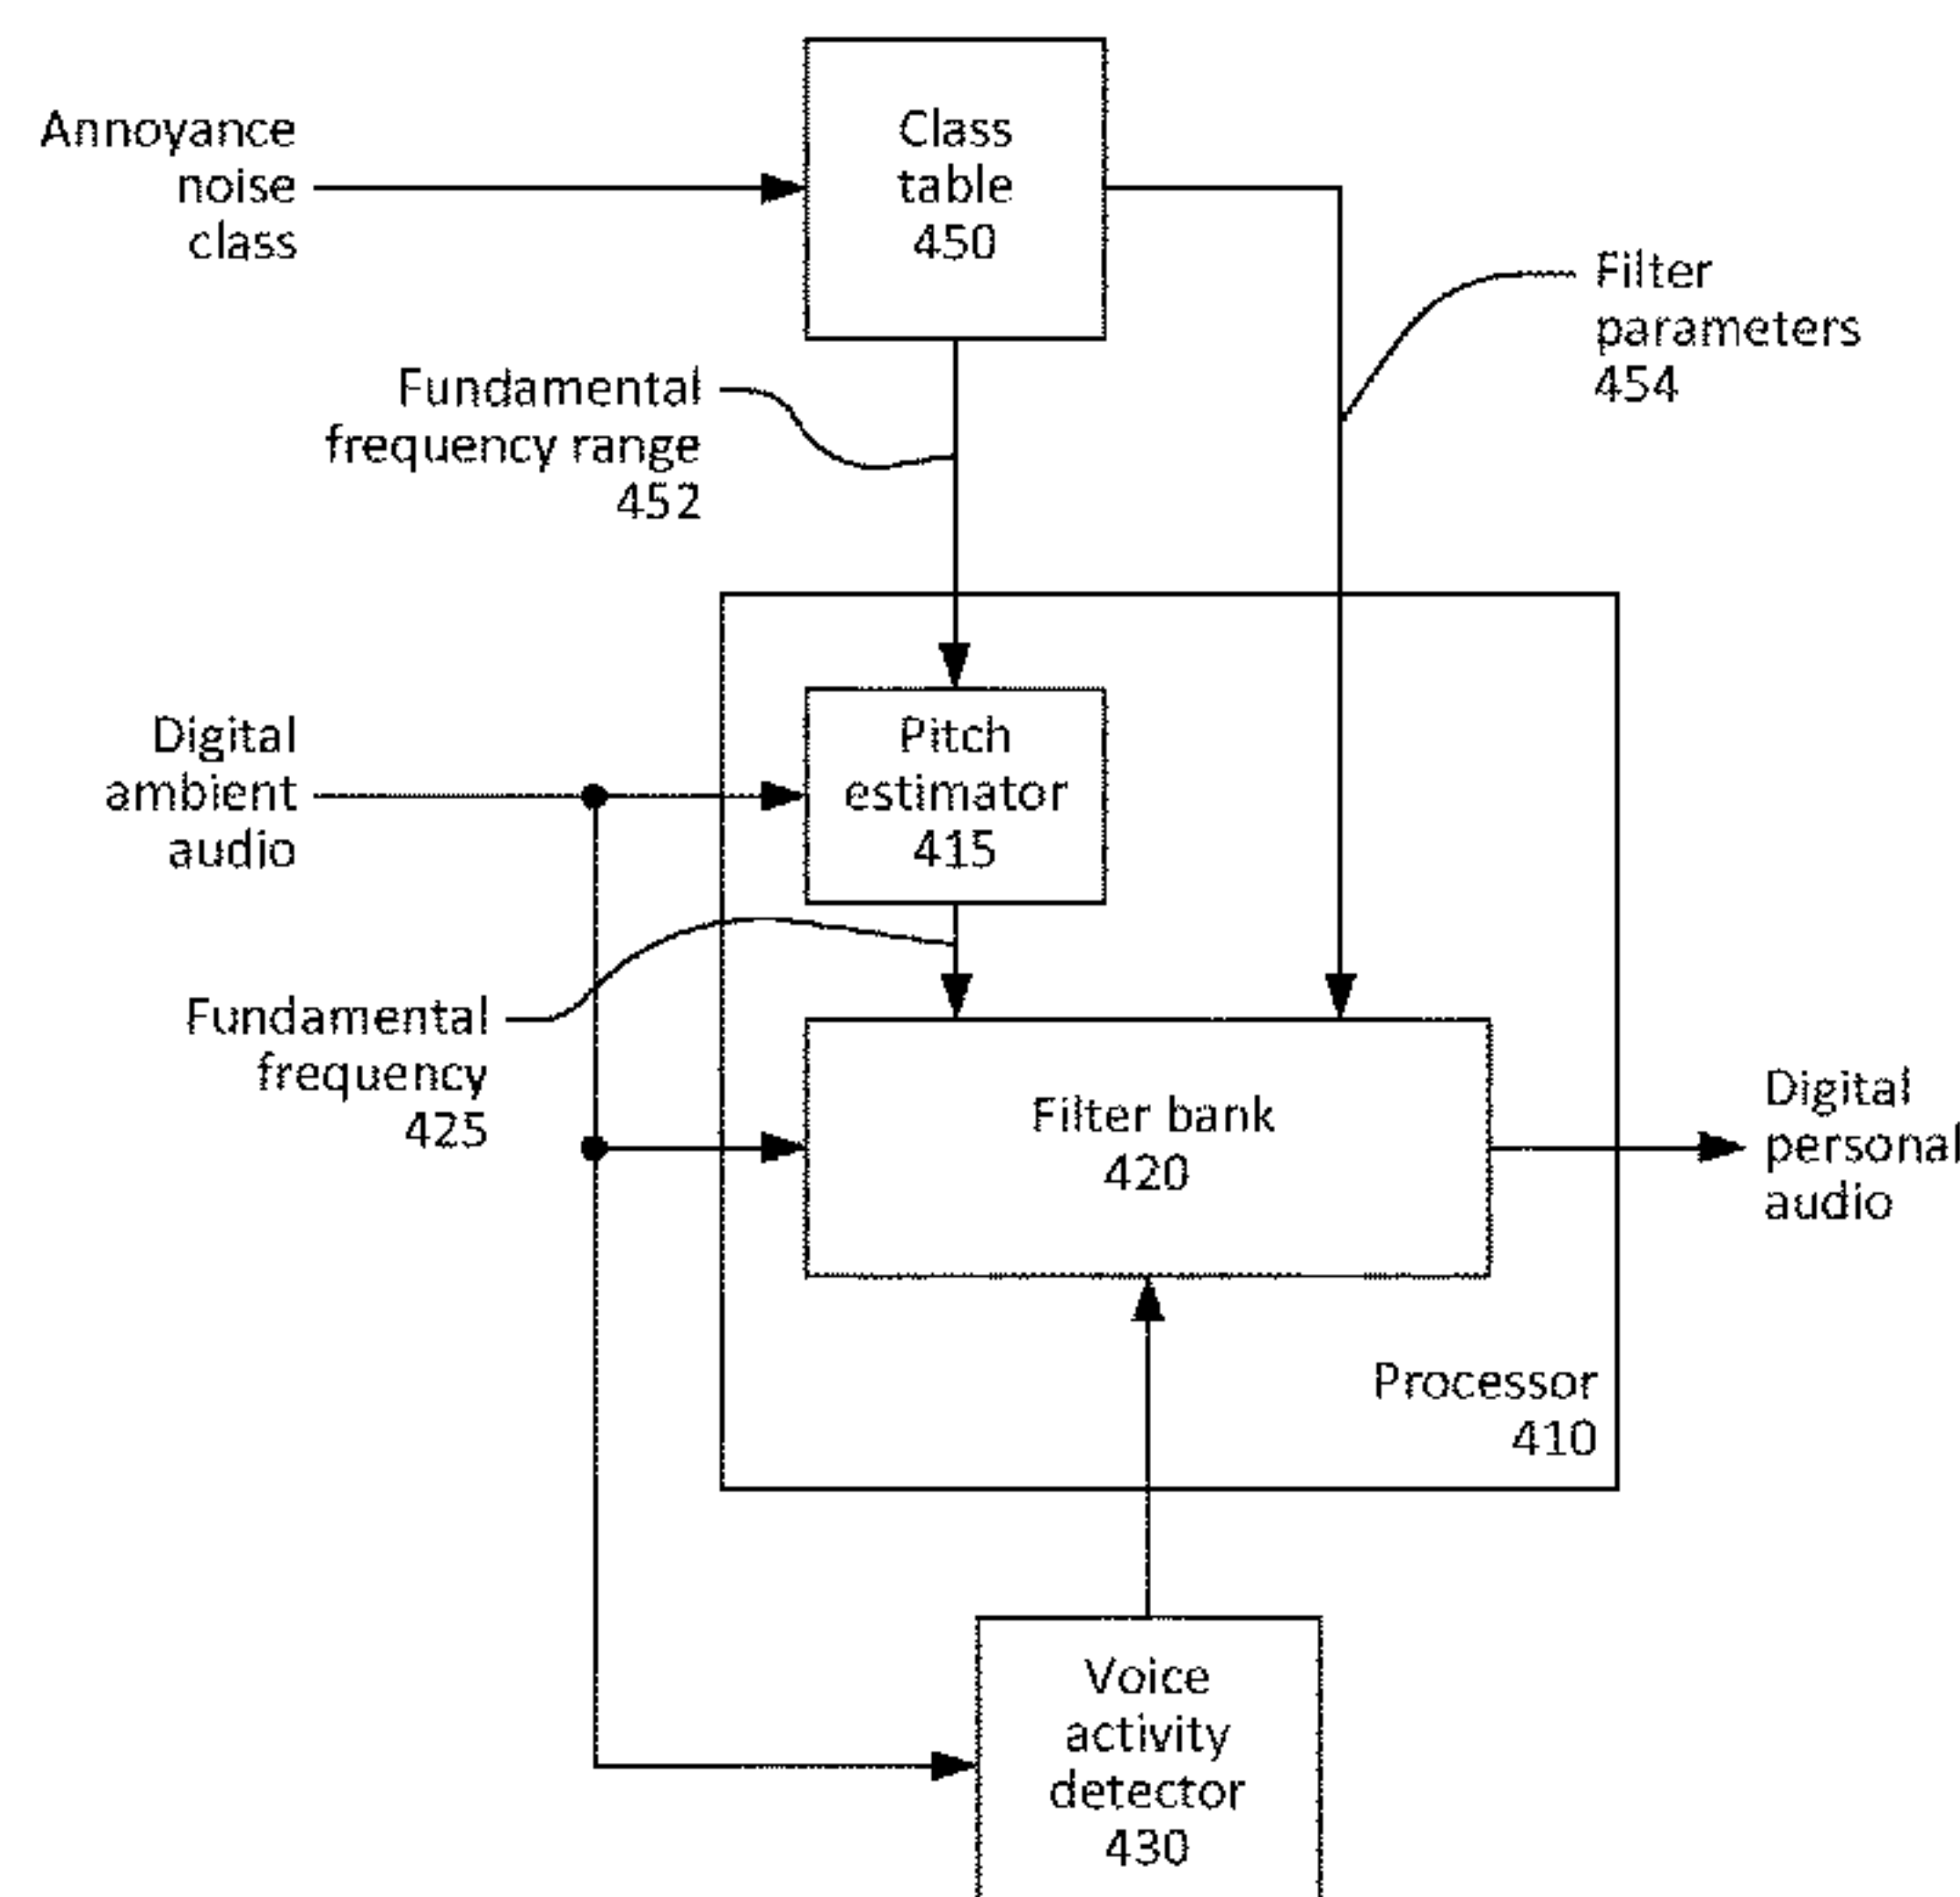 Annoyance
noise
class
Class
table
450
Filter
parameters
454
Fundamental
frequency range
452
Digital
ambient
audio
Pitch
estimator
415
Fundamental
frequency
425
Filter bank
420
Digital
personal
audio
Processor
410
Voice
activity
detector
430